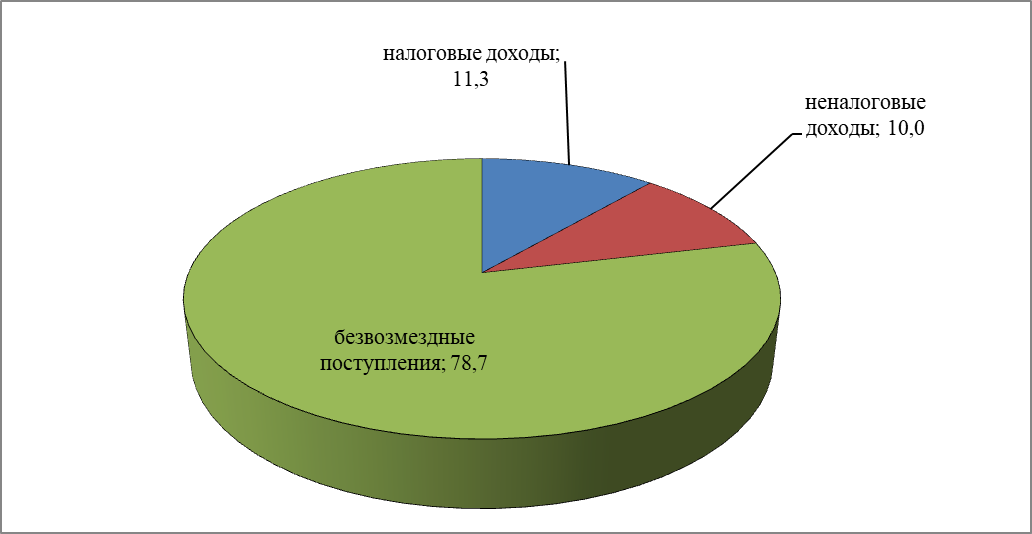 налоговые доходы;
11,3
неналоговые
доходы; 10,0
безвозмездные
поступления; 78,7